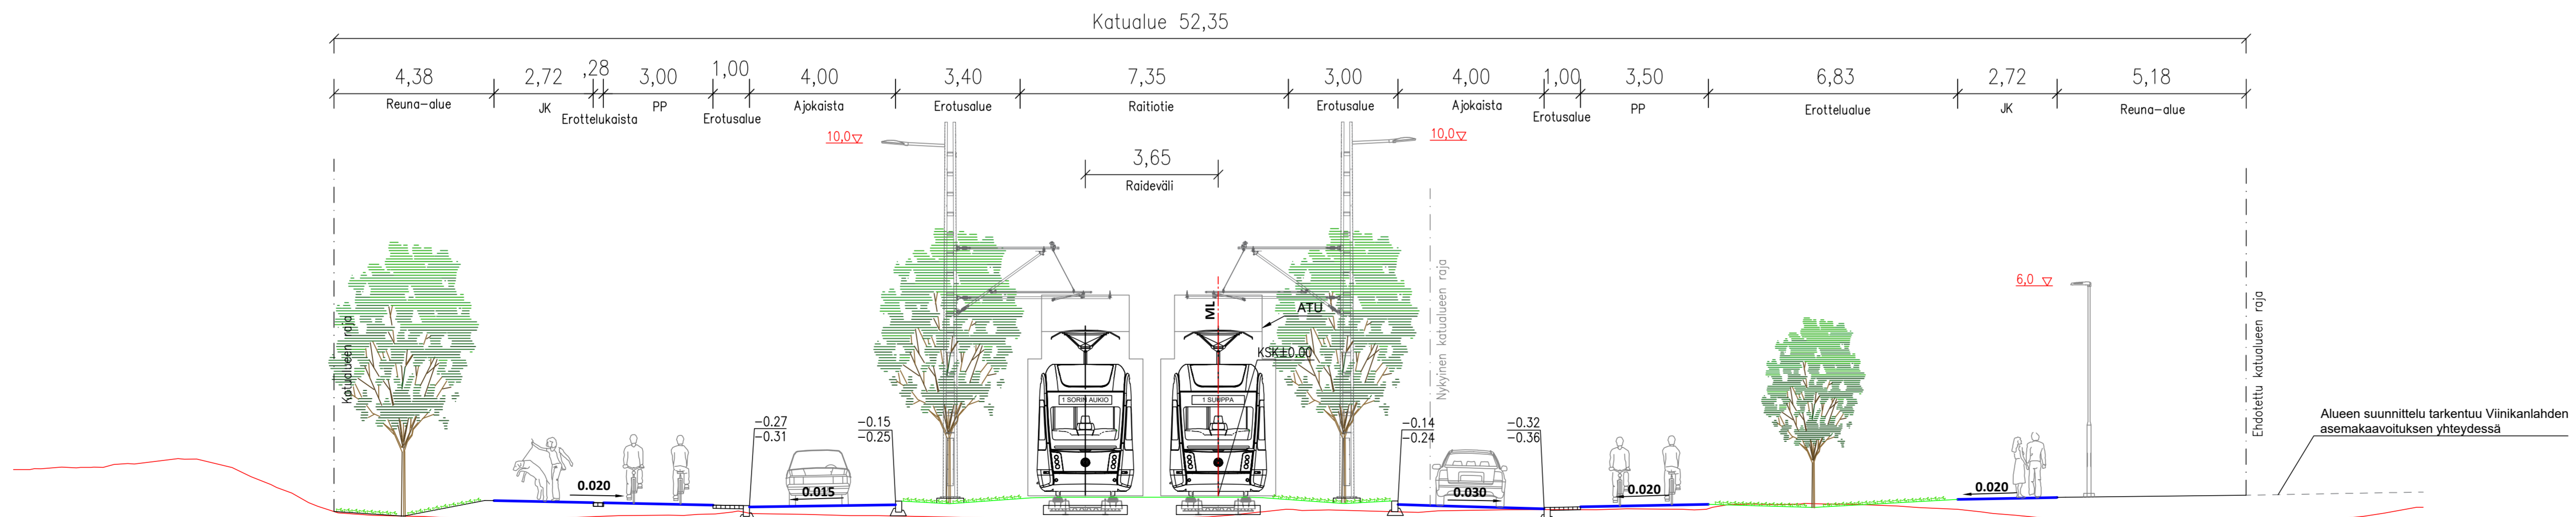 Katualue 52,35
4,38
2,72
,28
3,00
1,00
4,00
3,40
7,35
3,00
4,00
1,00
3,50
6,83
2,72
5,18
Reuna-alue
JK
Erottelukaista
PP
Erotusalue
Ajokaista
Erotusalue
Raitiotie
Erotusalue
Ajokaista
Erotusalue
PP
Erottelualue
JK
Reuna-alue
10,0
10,0
3,65
Raideväli
6,0
ML
ATU
KSK±0.00
Katualueen raja
Nykyinen katualueen raja
Ehdotettu katualueen raja
1 SORIN AUKIO
-0.27
-0.31
-0.15
-0.25
-0.14
-0.24
-0.32
-0.36
0.020
0.015
0.030
0.020
0.020
Alueen suunnittelu tarkentuu Viinikanlahden
asemakaavoituksen yhteydessä